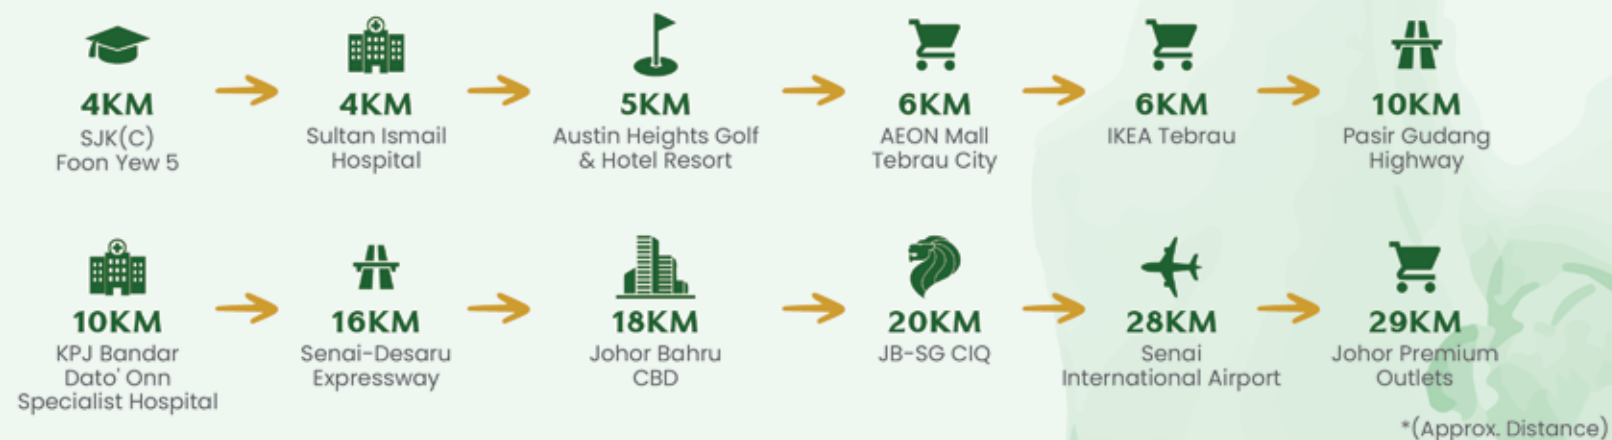 4KM
SJK(C)
Foon Yew 5
4KM
Sultan Ismail
Hospital
5KM
Austin Heights Golf
& Hotel Resort
6KM
AEON Mall
Tebrau City
6KM
IKEA Tebrau
10KM
Pasir Gudang
Highway
10KM
KPJ Bandar
Dato' Onn
Specialist Hospital
16KM
Senai-Desaru
Expressway
18KM
Johor Bahru
CBD
20KM
JB-SG CIQ
28KM
Senai
International Airport
29KM
Johor Premium
Outlets
*(Approx. Distance)